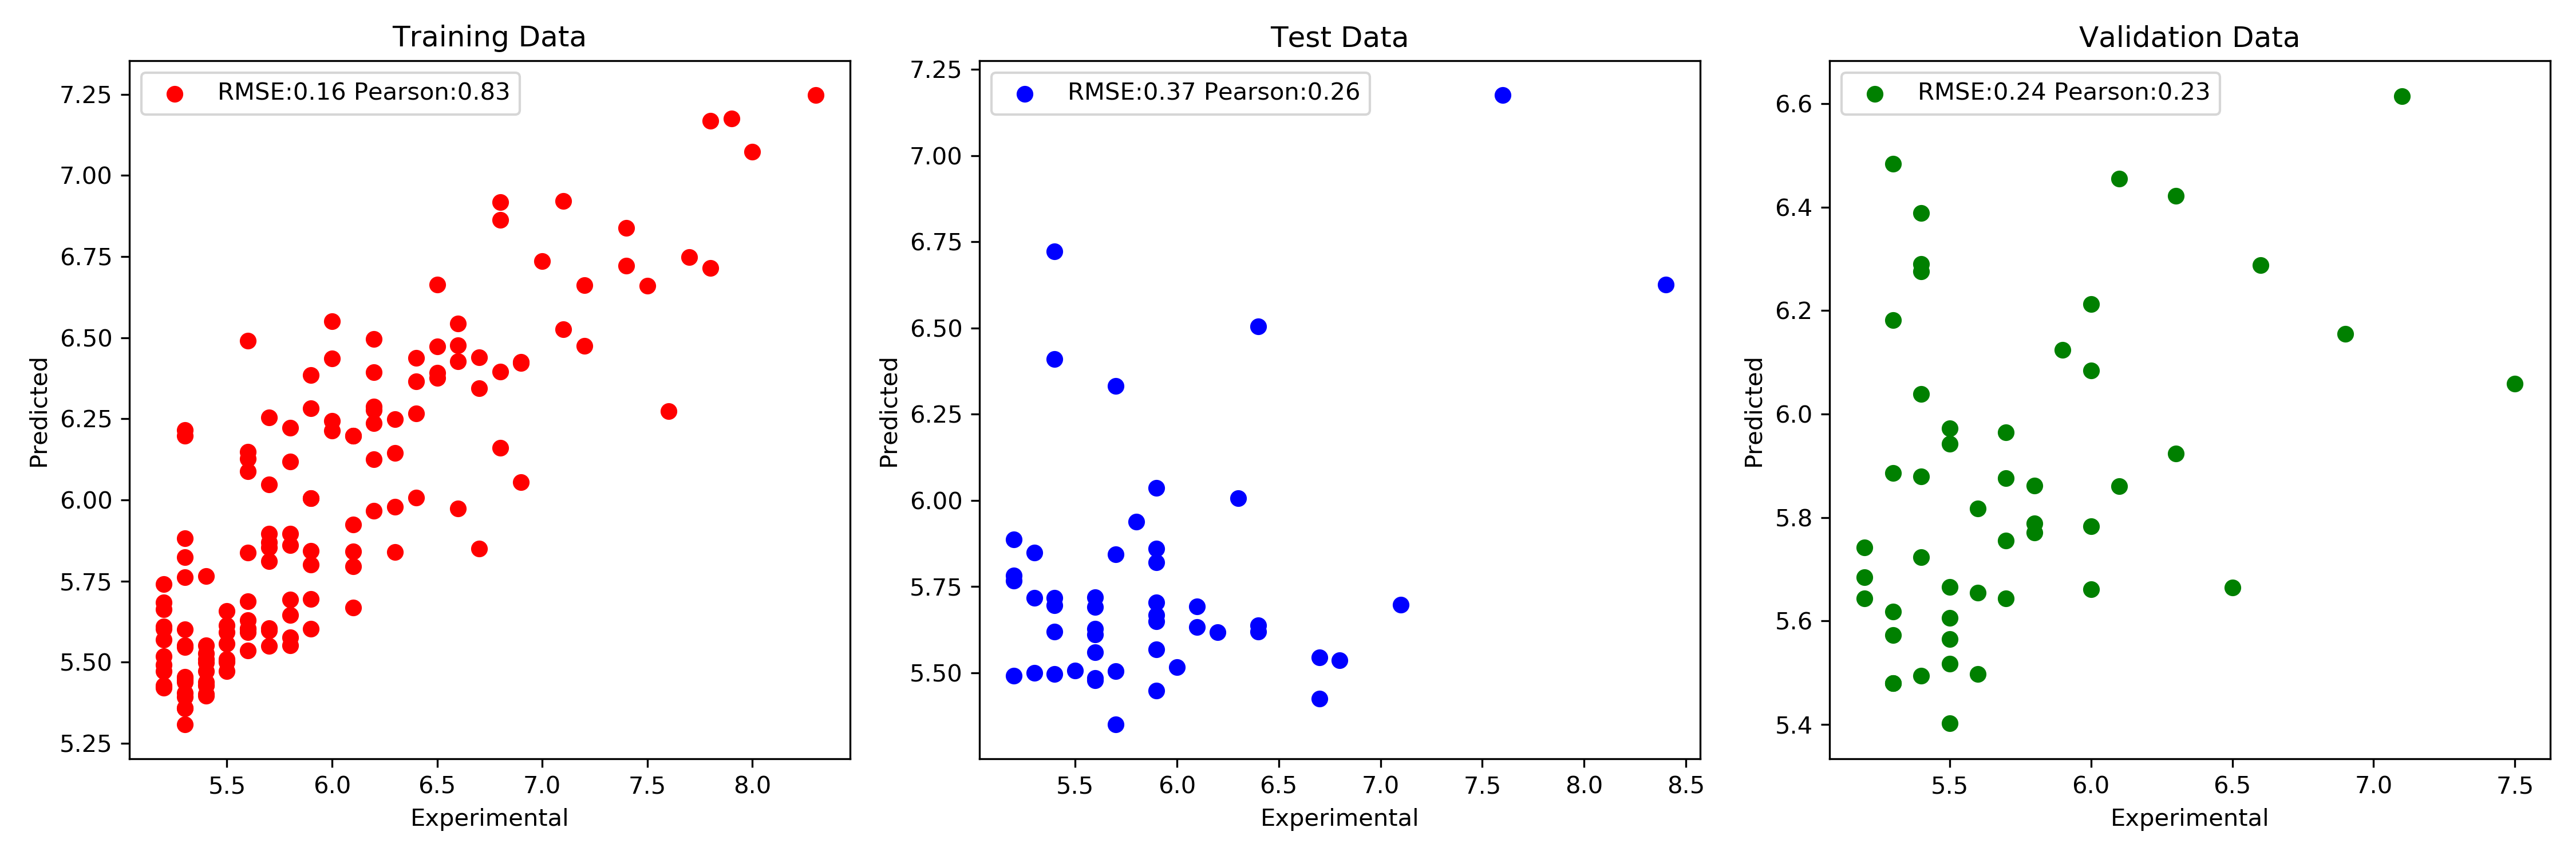 Training Data
RMSE:0.16 Pearson:0.83
7.25
7.00
6.75
6.50
6.25
6.00
5.75
5.50
5.25
Predicted
5.5 6.0 6.5 7.0 7.5 8.0
Experimental
Test Data
RMSE:0.37 Pearson:0.26
7.25
7.00
6.75
6.50
6.25
6.00
5.75
5.50
Predicted
5.5 6.0 6.5 7.0 7.5 8.0 8.5
Experimental
Validation Data
RMSE:0.24 Pearson:0.23
6.6
6.4
6.2
6.0
5.8
5.6
5.4
Predicted
5.5 6.0 6.5 7.0 7.5
Experimental